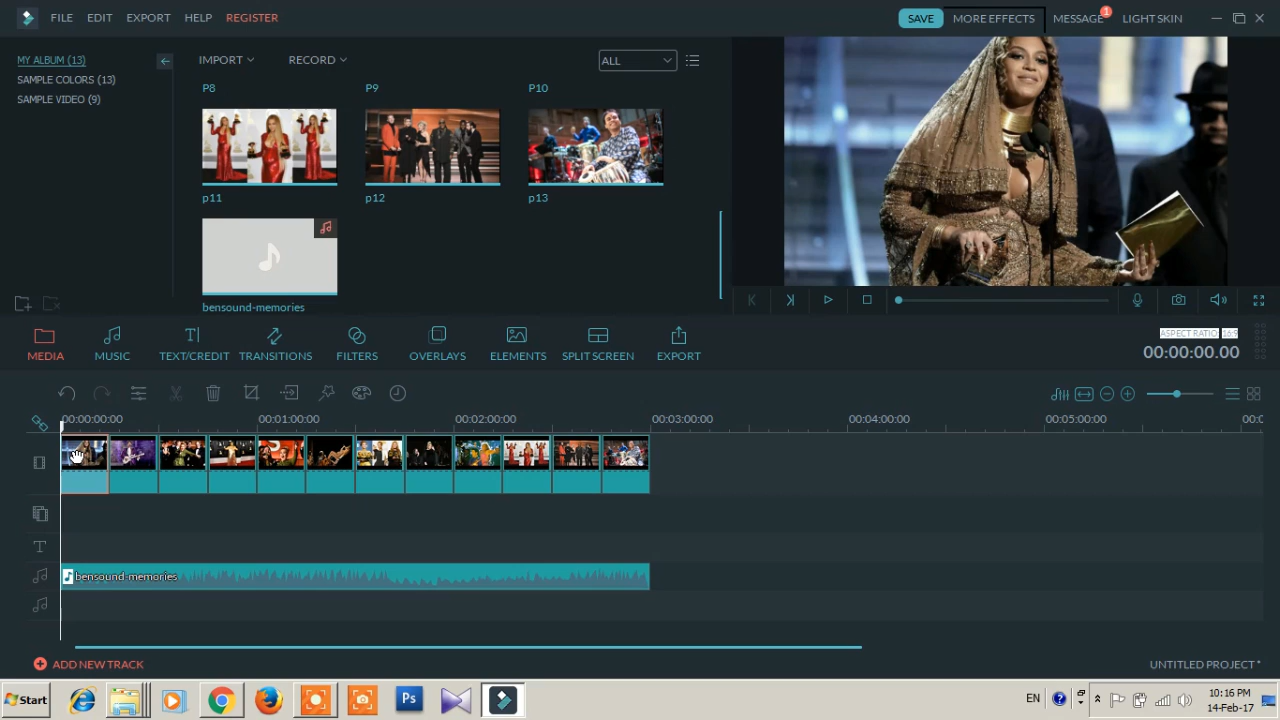 FILE EDIT EXPORT HELP REGISTER SAVE MORE EFFECTS MESSAGE 1 LIGHT SKIN
MY ALBUM (13)
SAMPLE COLORS (13)
SAMPLE VIDEO (9)
IMPORT RECORD ALL
P8 P9 P10
p11 p12 p13
bensound-memories
MEDIA MUSIC TEXT/CREDIT TRANSITIONS FILTERS OVERLAYS ELEMENTS SPLIT SCREEN EXPORT
ASPECT RATIO 16:9
00:00:00.00
00:00:00:00 00:01:00:00 00:02:00:00 00:03:00:00 00:04:00:00 00:05:00:00
bensound-memories
ADD NEW TRACK
UNTITLED PROJECT*
Start Ps EN 10:16 PM
14-Feb-17